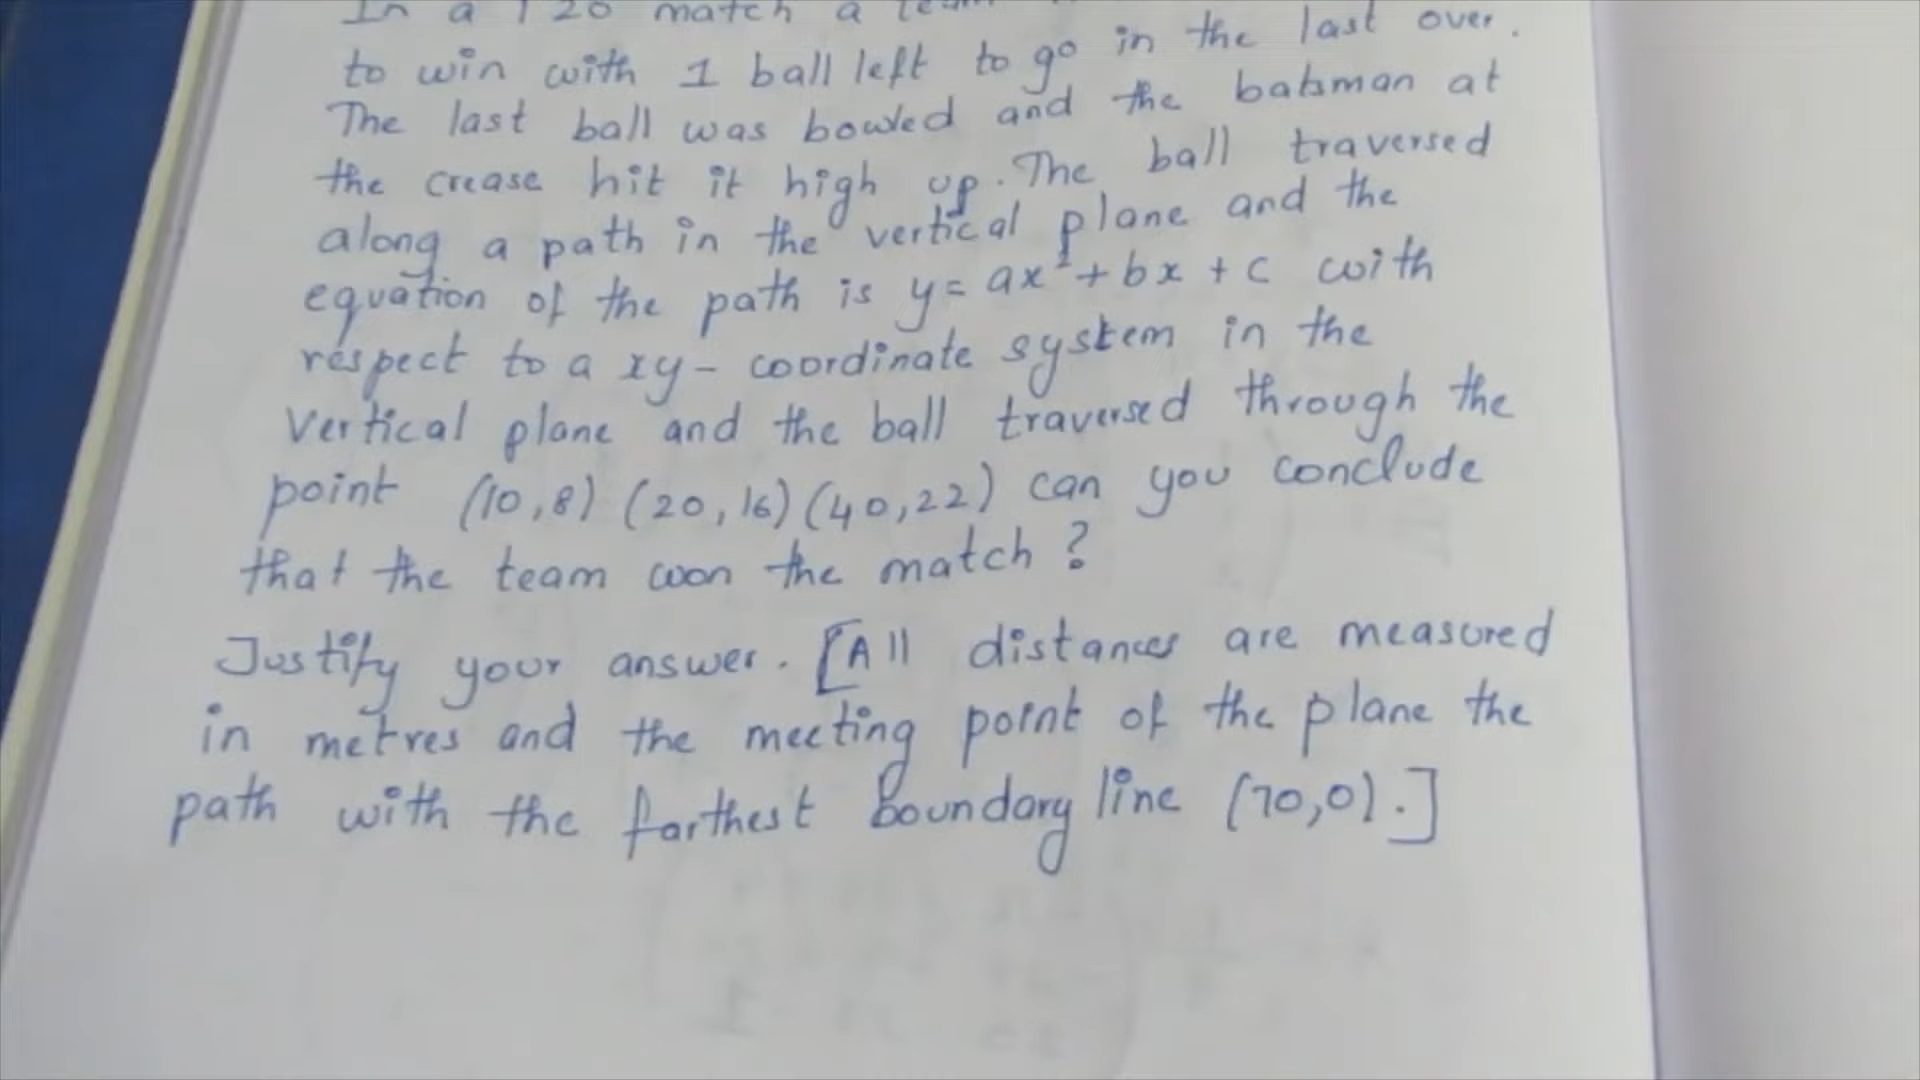 In a T20 match a team
to win with 1 ball left to go in the last over.
The last ball was bowled and the batsman at
the crease hit it high up. The ball traversed
along a path in the vertical plane and the
equation of the path is y = ax² + bx + c with
respect to a xy - coordinate system in the
Vertical plane and the ball traversed through the
point (10,8) (20,16) (40,22) can you conclude
that the team won the match ?
Justify your answer. [All distances are measured
in metres and the meeting point of the plane the
path with the farthest boundary line (70,0).]